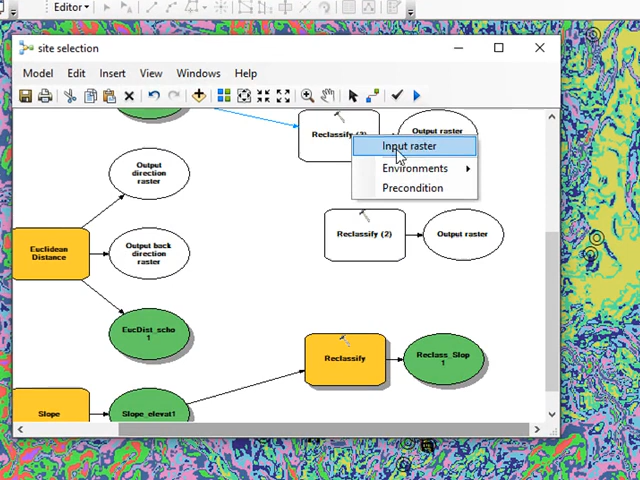 Editor
site selection
Model Edit Insert View Windows Help
Reclassify (3)
Output raster
Input raster
Environments
Precondition
Output
direction
raster
Euclidean
Distance
Output back
direction
raster
Reclassify (2)
Output raster
EucDist_scho
1
Reclassify
Reclass_Slop
1
Slope
Slope_elevat1